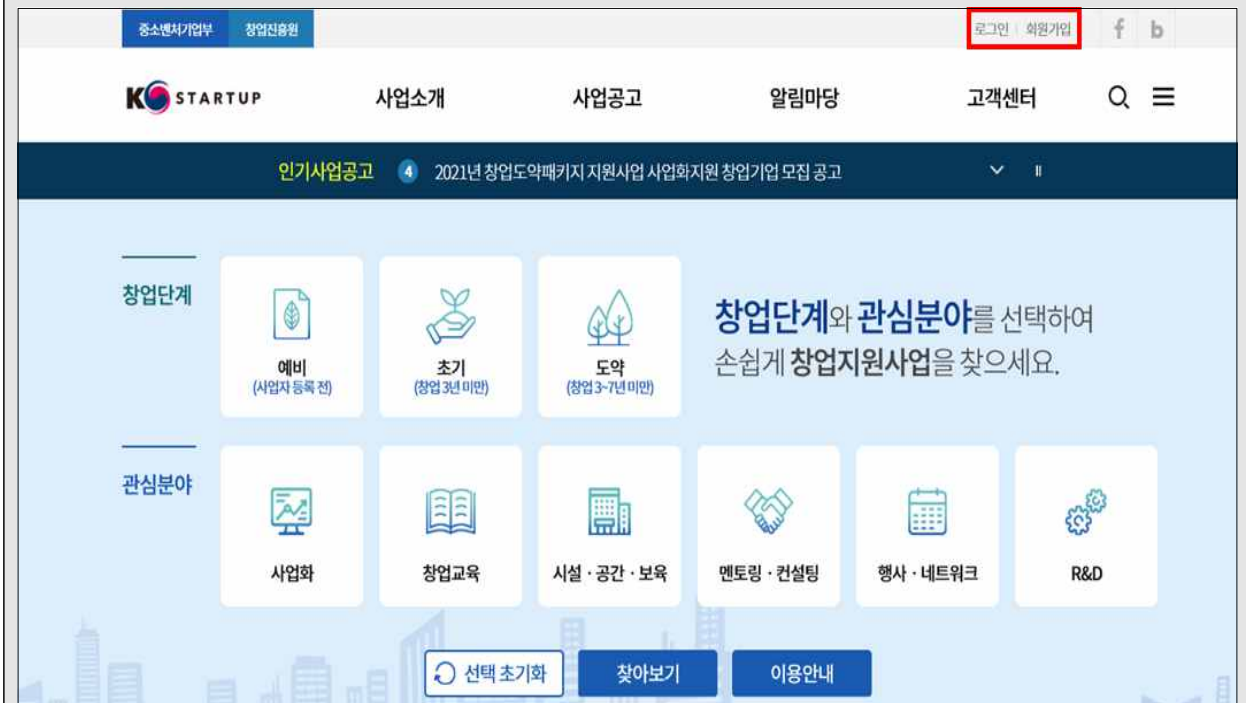 중소벤처기업부 창업진흥원 로그인 회원가입 f b
K STARTUP 사업소개 사업공고 알림마당 고객센터
인기사업공고 4 2021년 창업도약패키지 지원사업 사업화지원 창업기업 모집 공고
창업단계
예비
(사업자 등록 전)
초기
(창업 3년 미만)
도약
(창업 3~7년 미만)
창업단계와 관심분야를 선택하여
손쉽게 창업지원사업을 찾으세요.
관심분야
사업화
창업교육
시설 · 공간 · 보육
멘토링 · 컨설팅
행사 · 네트워크
R&D
선택 초기화 찾아보기 이용안내